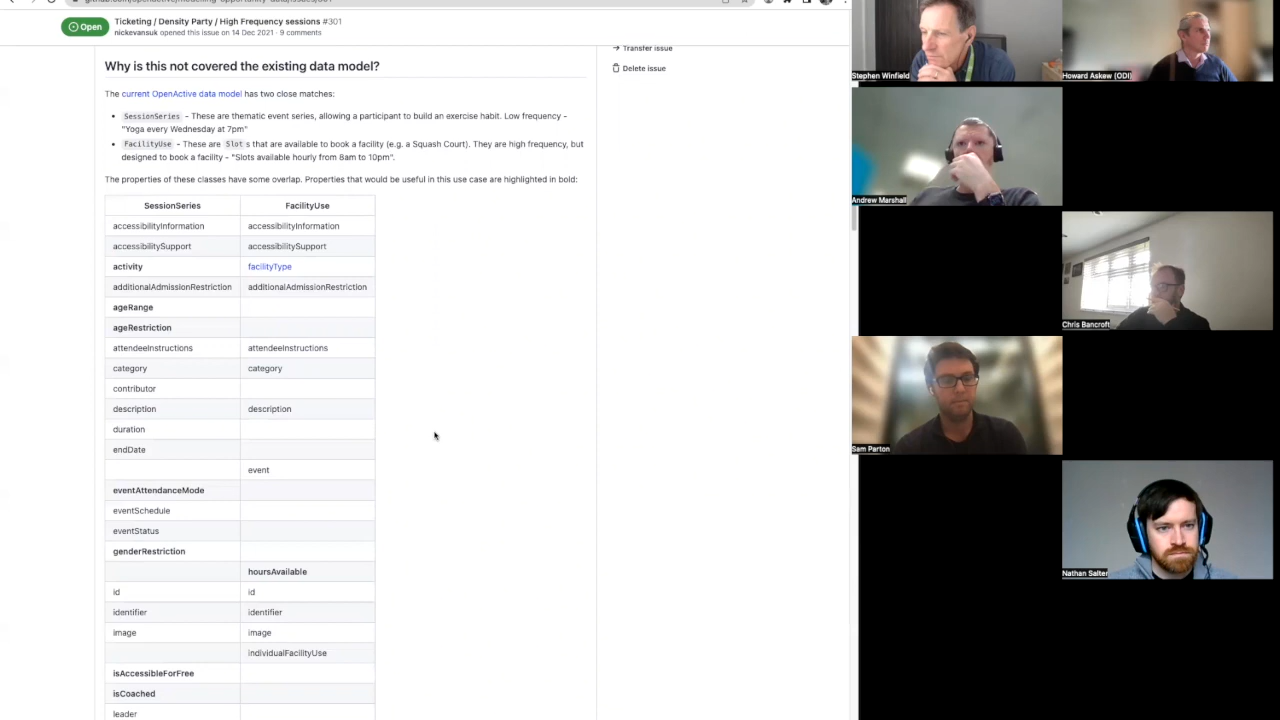 Open
Ticketing / Density Party / High Frequency sessions #301
nickevansuk opened this issue on 14 Dec 2021 · 9 comments
Transfer issue
Delete issue
Why is this not covered the existing data model?
The current OpenActive data model has two close matches:
SessionSeries - These are thematic event series, allowing a participant to build an exercise habit. Low frequency -
"Yoga every Wednesday at 7pm"
FacilityUse - These are Slot s that are available to book a facility (e.g. a Squash Court). They are high frequency, but
designed to book a facility - "Slots available hourly from 8am to 10pm".
The properties of these classes have some overlap. Properties that would be useful in this use case are highlighted in bold:
SessionSeries FacilityUse
accessibilityInformation accessibilityInformation
accessibilitySupport accessibilitySupport
activity facilityType
additionalAdmissionRestriction additionalAdmissionRestriction
ageRange
ageRestriction
attendeeInstructions attendeeInstructions
category category
contributor
description description
duration
endDate
event
eventAttendanceMode
eventSchedule
eventStatus
genderRestriction
hoursAvailable
id id
identifier identifier
image image
individualFacilityUse
isAccessibleForFree
isCoached
leader
Stephen Winfield
Howard Askew (ODI)
Andrew Marshall
Chris Bancroft
Sam Parton
Nathan Salter